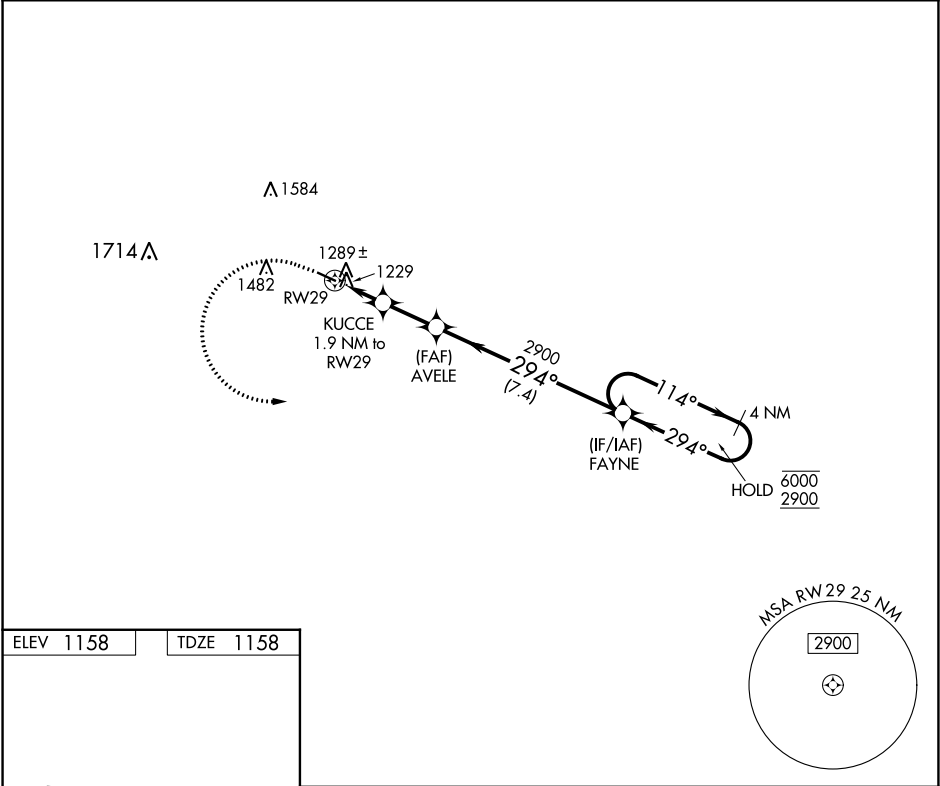 1584
1714
1289 ±
1229
1482
RW29
KUCCE
1.9 NM to
RW29
(FAF)
AVELE
2900
294°
(7.4)
114°
4 NM
294°
(IF/IAF)
FAYNE
HOLD
6000
2900
MSA RW29 25 NM
2900
ELEV 1158
TDZE 1158